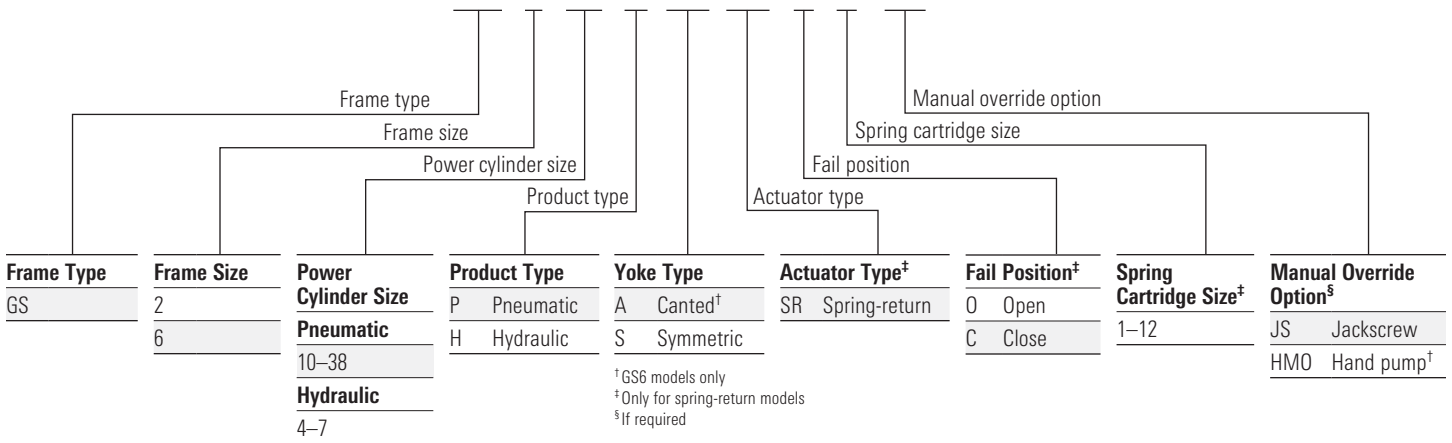 Frame type
Manual override option
Frame size
Spring cartridge size
Power cylinder size
Fail position
Product type
Actuator type
Frame Type
GS
Frame Size
2
6
Power
Cylinder Size
Pneumatic
10–38
Hydraulic
4–7
Product Type
P Pneumatic
H Hydraulic
Yoke Type
A Canted†
S Symmetric
†GS6 models only
‡Only for spring-return models
§If required
Actuator Type‡
SR Spring-return
Fail Position‡
O Open
C Close
Spring
Cartridge Size‡
1–12
Manual Override
Option§
JS Jackscrew
HMO Hand pump†